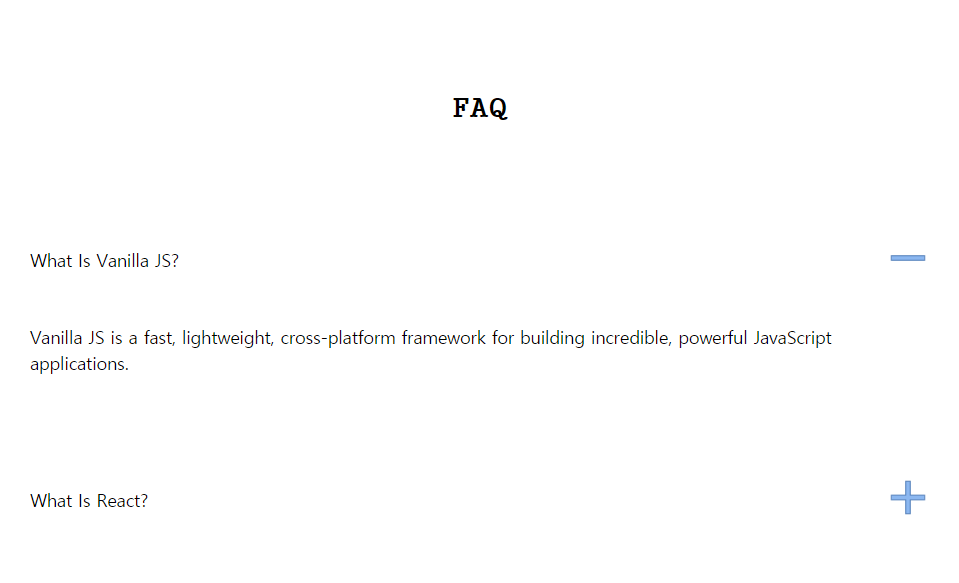 FAQ
What Is Vanilla JS?
Vanilla JS is a fast, lightweight, cross-platform framework for building incredible, powerful JavaScript
applications.
What Is React?